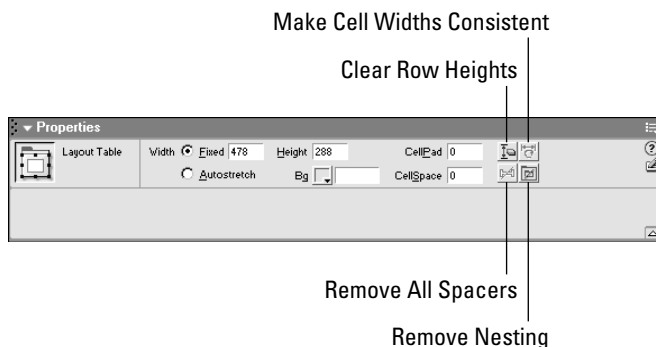 Make Cell Widths Consistent
Clear Row Heights
Properties
Layout Table Width Fixed 478 Height 288 CellPad 0
Autostretch Bg CellSpace 0
Remove All Spacers
Remove Nesting